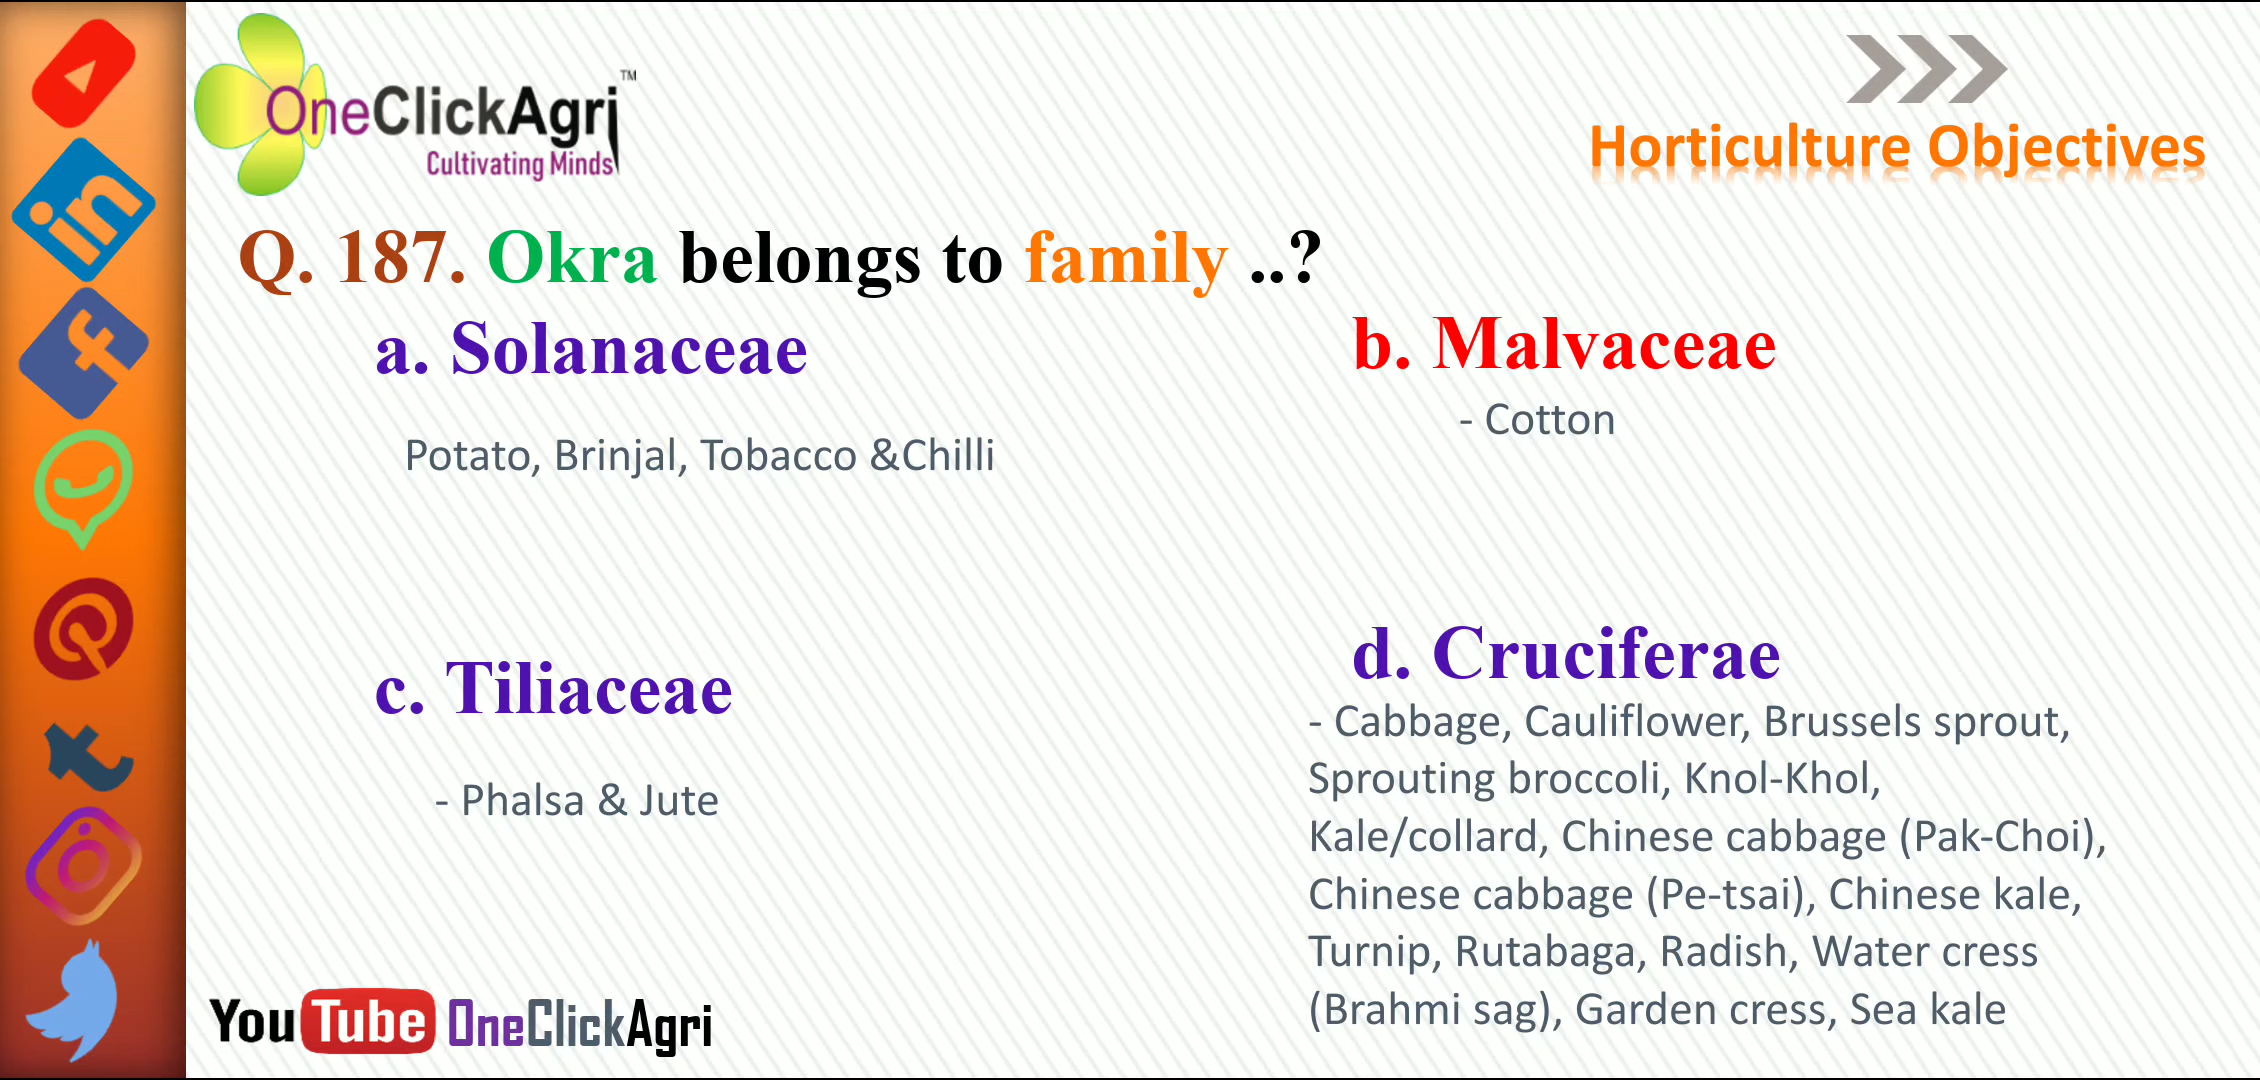 OneClickAgri™
Cultivating Minds
Horticulture Objectives
Q. 187. Okra belongs to family ..?
a. Solanaceae
Potato, Brinjal, Tobacco &Chilli
b. Malvaceae
- Cotton
c. Tiliaceae
- Phalsa & Jute
d. Cruciferae
- Cabbage, Cauliflower, Brussels sprout,
Sprouting broccoli, Knol-Khol,
Kale/collard, Chinese cabbage (Pak-Choi),
Chinese cabbage (Pe-tsai), Chinese kale,
Turnip, Rutabaga, Radish, Water cress
(Brahmi sag), Garden cress, Sea kale
YouTube OneClickAgri